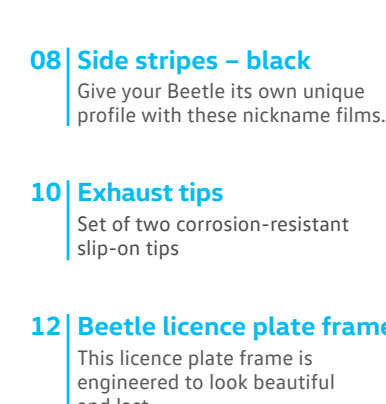 08 Side stripes – black
Give your Beetle its own unique
profile with these nickname films.
10 Exhaust tips
Set of two corrosion-resistant
slip-on tips
12 Beetle licence plate frame
This licence plate frame is
engineered to look beautiful
and last